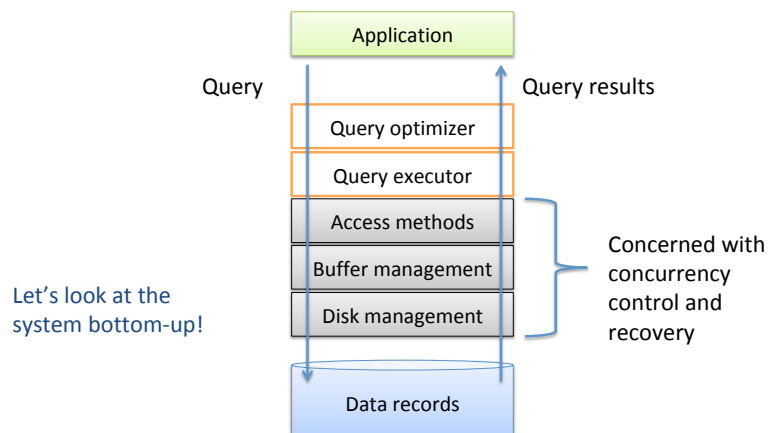 Application
Query
Query results
Query optimizer
Query executor
Access methods
Buffer management
Disk management
Concerned with
concurrency
control and
recovery
Let’s look at the
system bottom-up!
Data records